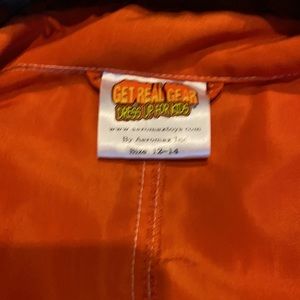 GET REAL GEAR
DRESS UP FOR KIDS
www.aeromaxtoys.com
By Aeromax Inc
Size 12-14